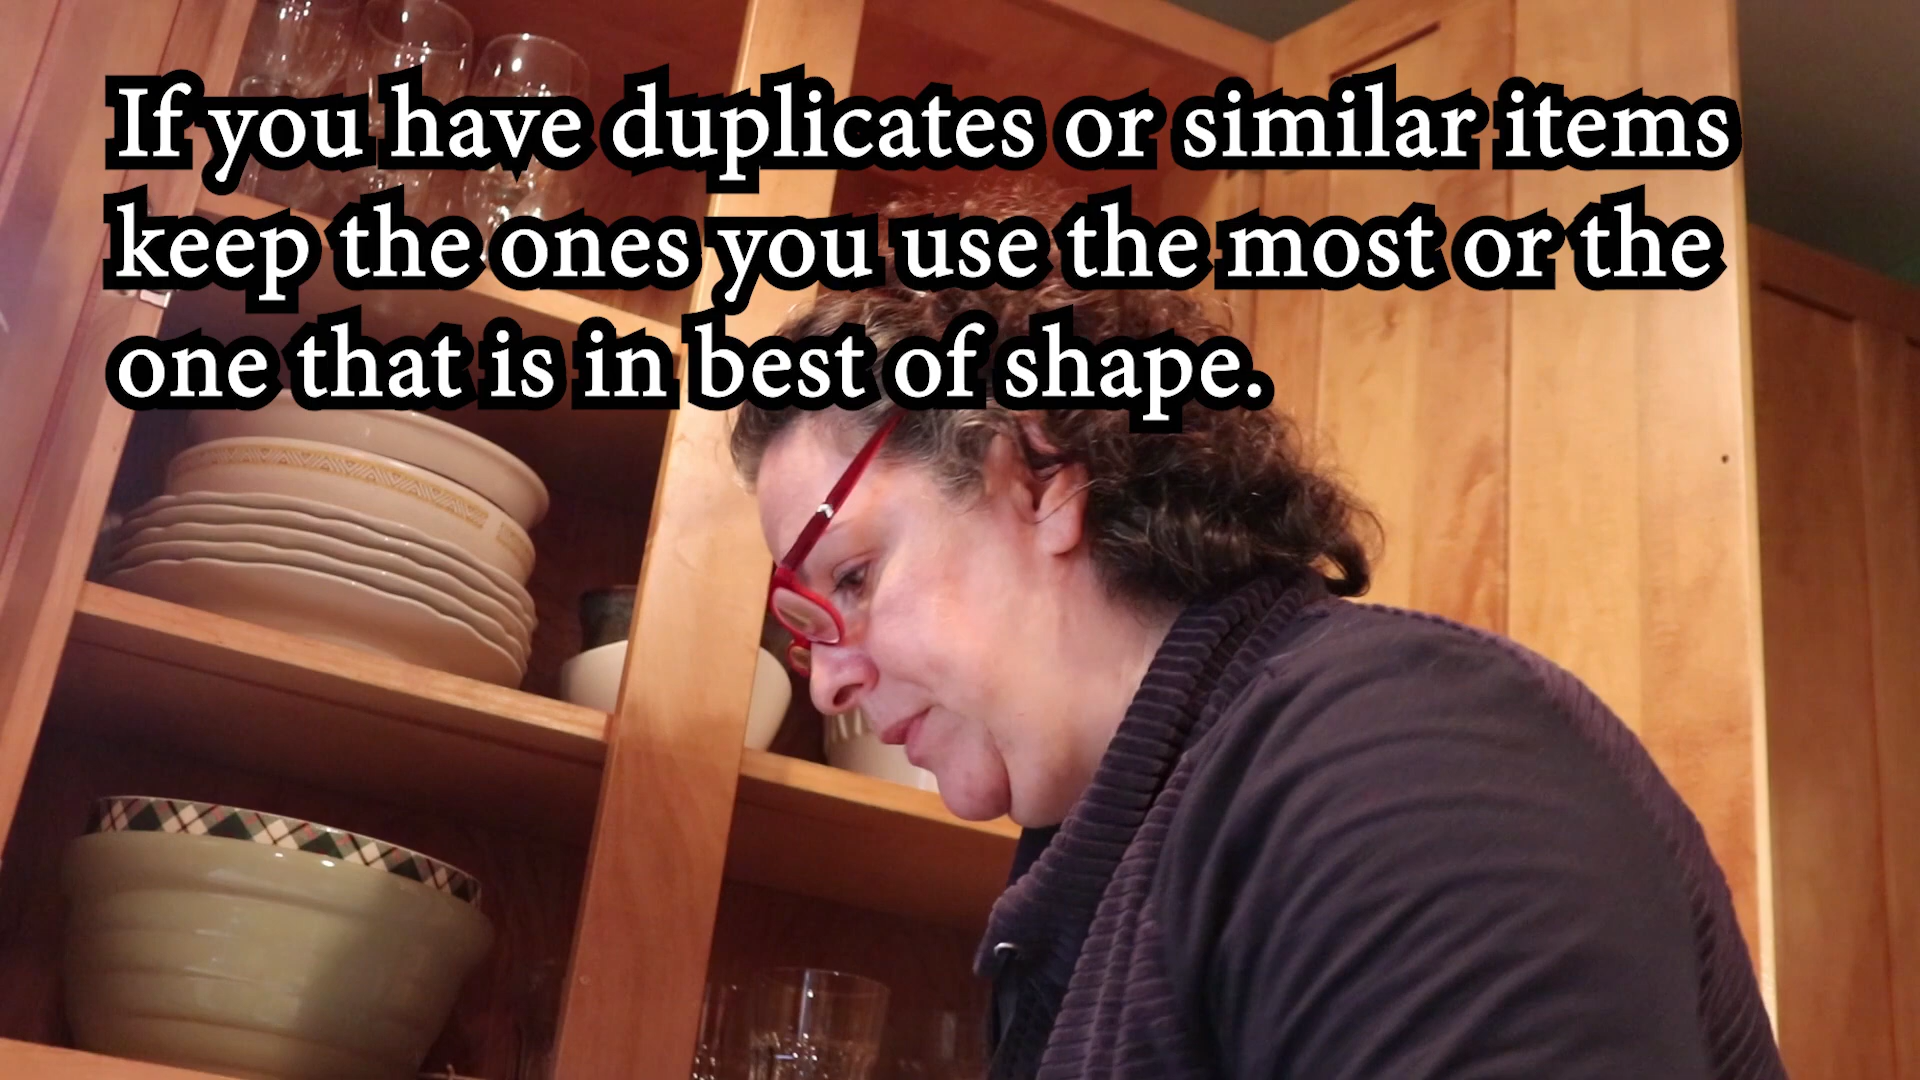 If you have duplicates or similar items
keep the ones you use the most or the
one that is in best of shape.